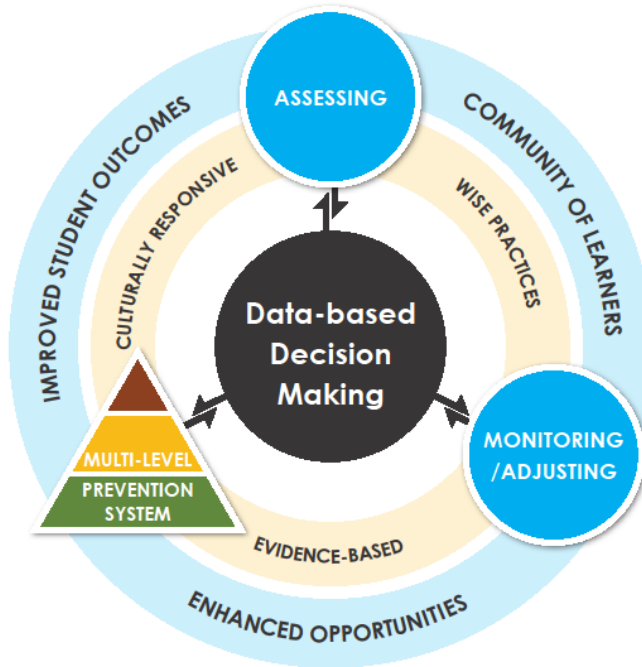 ASSESSING
IMPROVED STUDENT OUTCOMES
COMMUNITY OF LEARNERS
CULTURALLY RESPONSIVE
WISE PRACTICES
Data-based
Decision
Making
MULTI-LEVEL
PREVENTION
SYSTEM
MONITORING
/ADJUSTING
EVIDENCE-BASED
ENHANCED OPPORTUNITIES